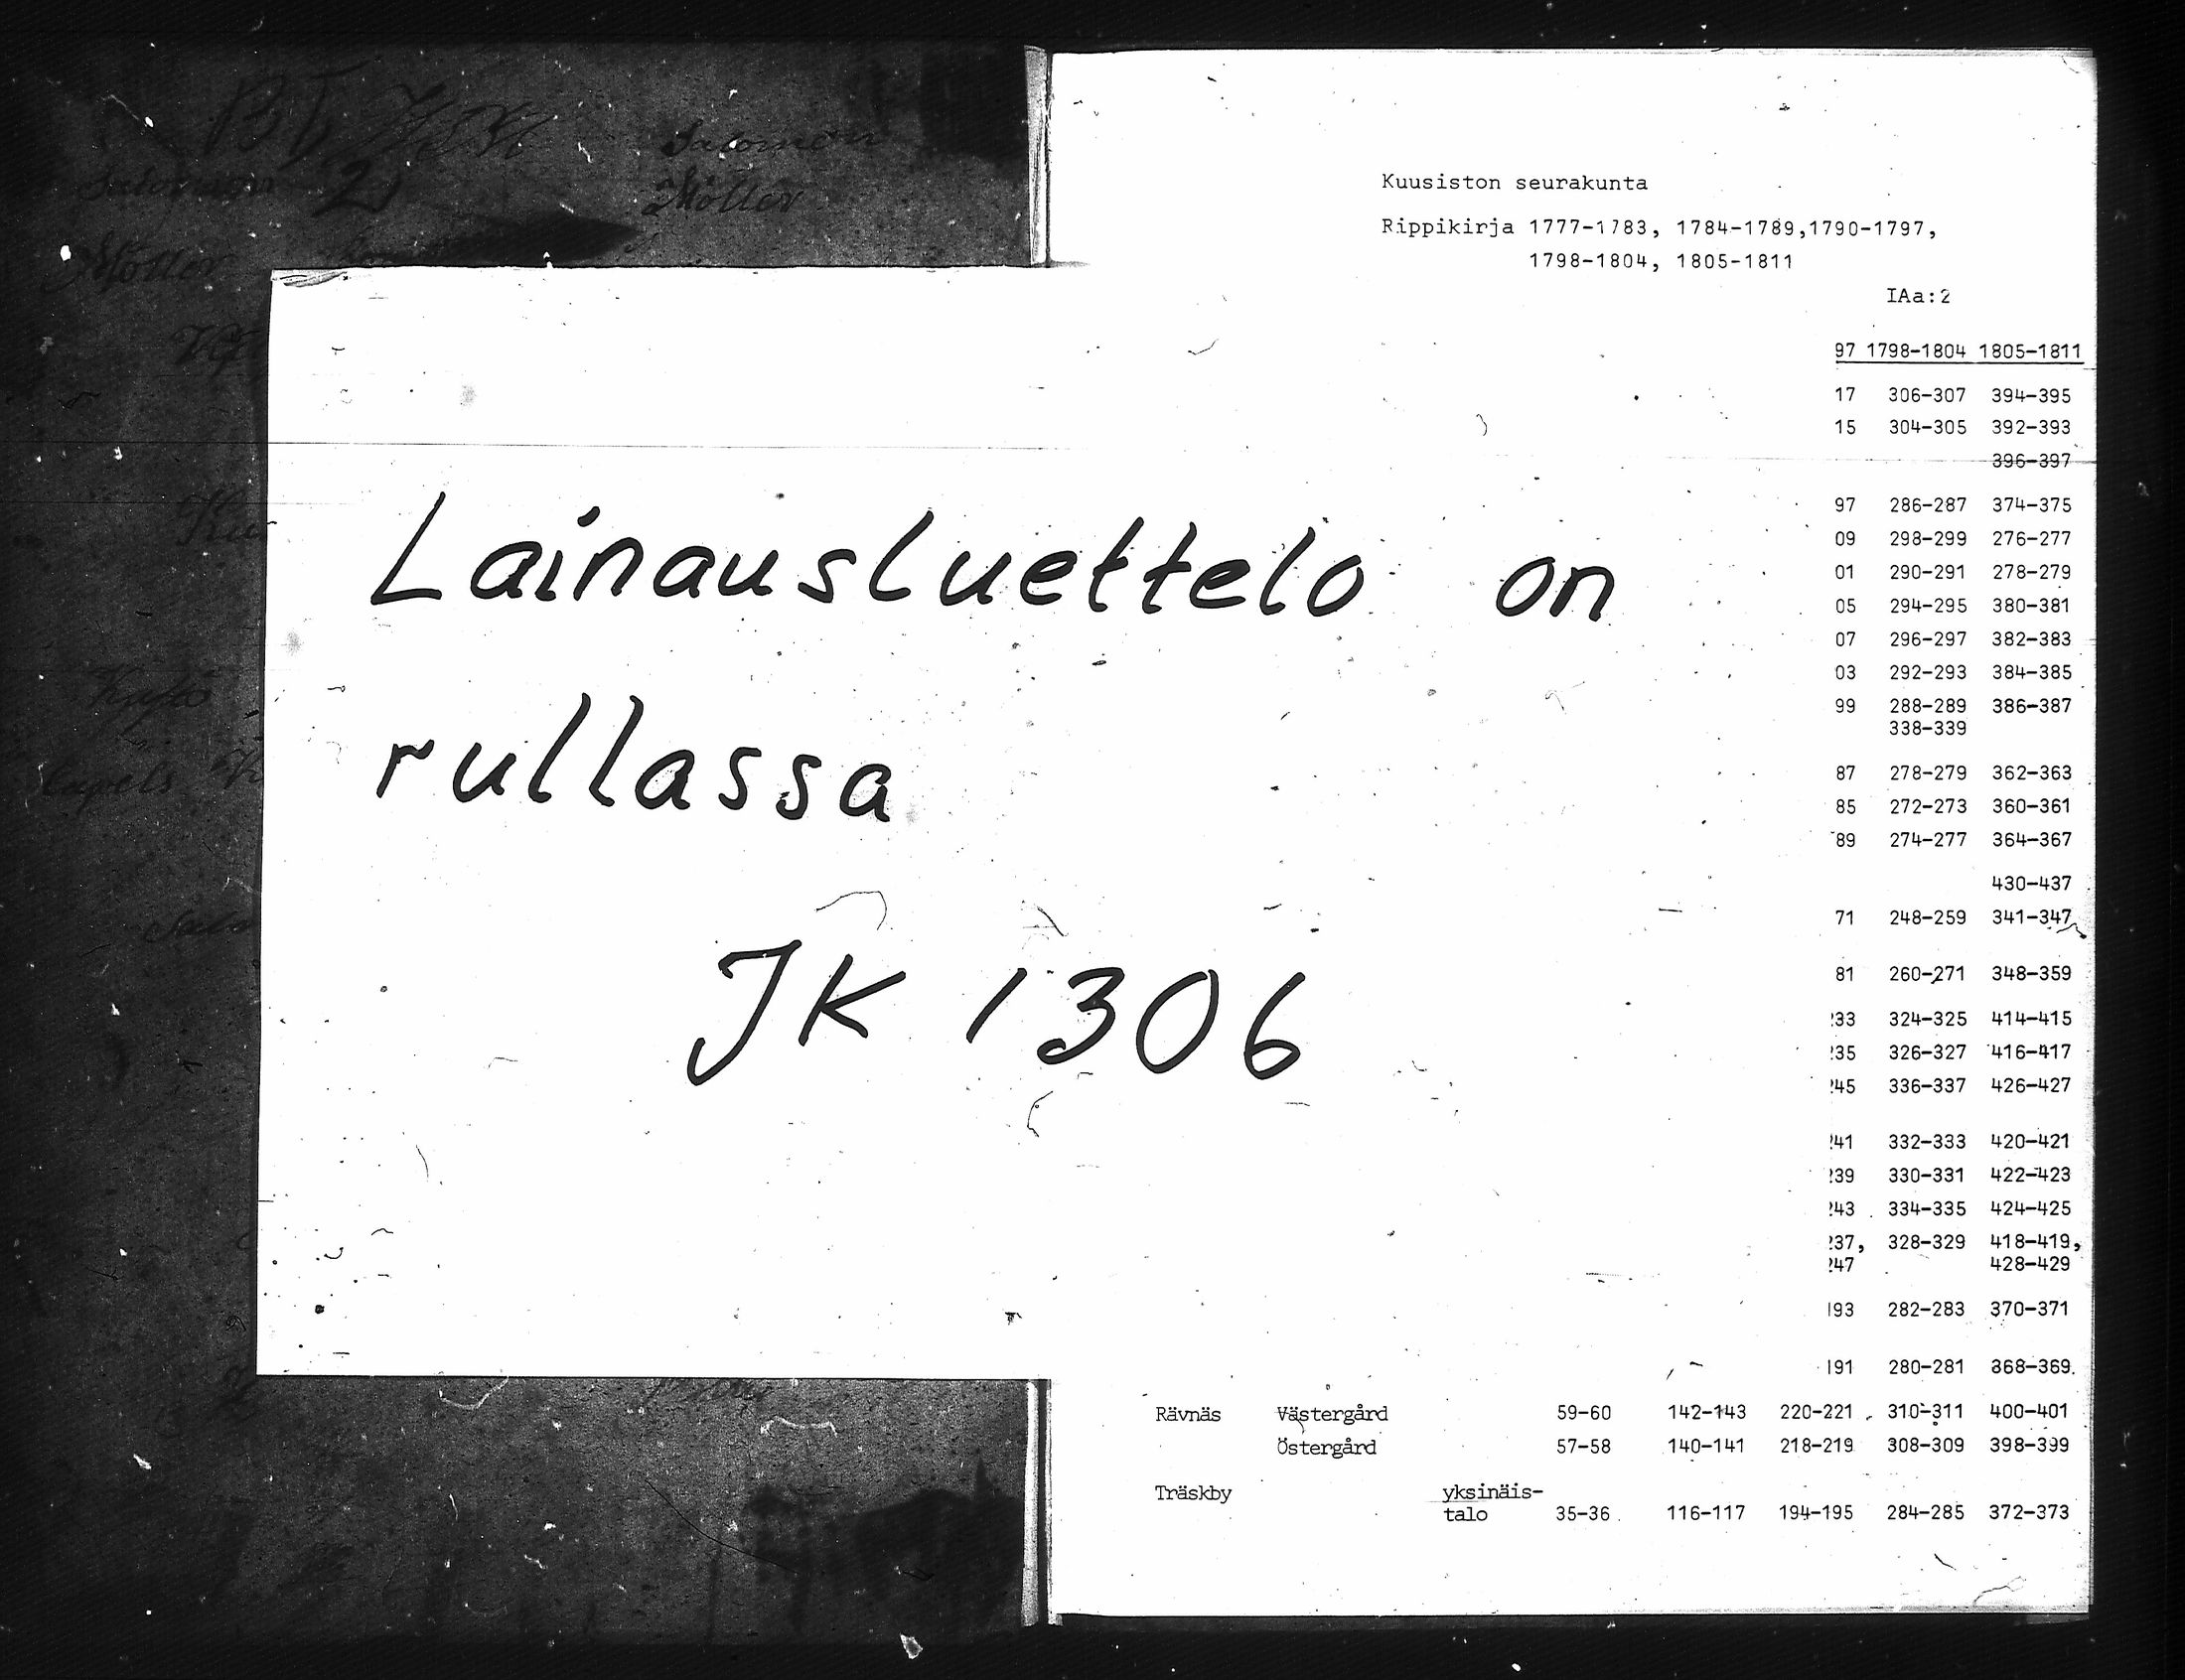 Salomon
Möller
2
Möller
Kuusiston seurakunta
Rippikirja 1777-1783, 1784-1789,1790-1797,
1798-1804, 1805-1811
IAa:2
Lainausluettelo on
rullassa
JK 1306
97 1798-1804 1805-1811
17 306-307 394-395
15 304-305 392-393
396-397
97 286-287 374-375
09 298-299 276-277
01 290-291 278-279
05 294-295 380-381
07 296-297 382-383
03 292-293 384-385
99 288-289 386-387
338-339
87 278-279 362-363
85 272-273 360-361
89 274-277 364-367
430-437
71 248-259 341-347
81 260-271 348-359
33 324-325 414-415
35 326-327 416-417
45 336-337 426-427
41 332-333 420-421
39 330-331 422-423
43 334-335 424-425
37, 328-329 418-419,
47 428-429
93 282-283 370-371
191 280-281 368-369
Rävnäs Västergård 59-60 142-143 220-221 310-311 400-401
Östergård 57-58 140-141 218-219 308-309 398-399
Träskby yksinäis-
talo 35-36 116-117 194-195 284-285 372-373